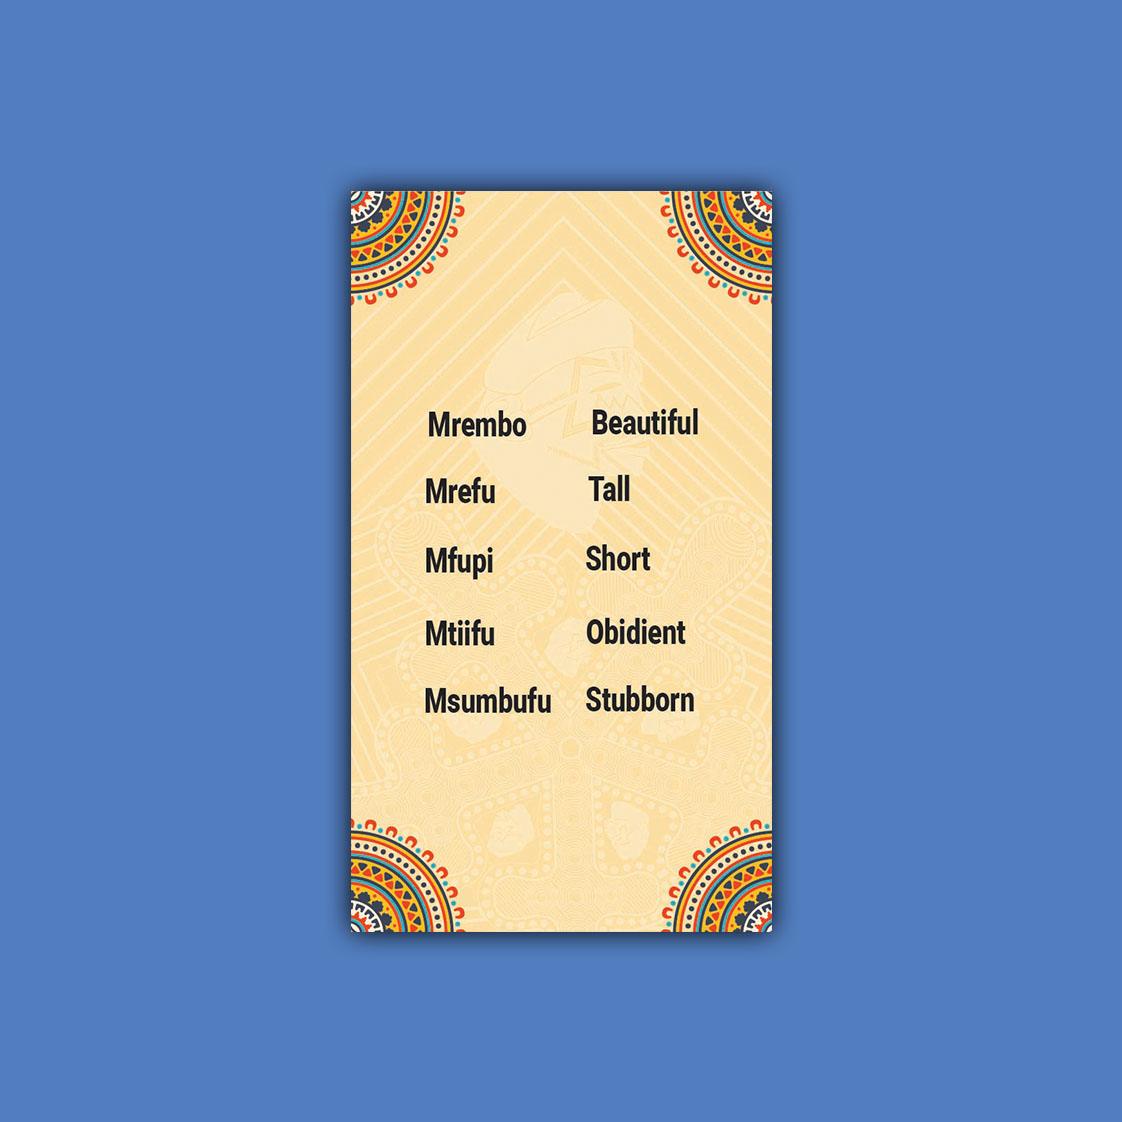 Mrembo Beautiful
Mrefu Tall
Mfupi Short
Mtiifu Obidient
Msumbufu Stubborn